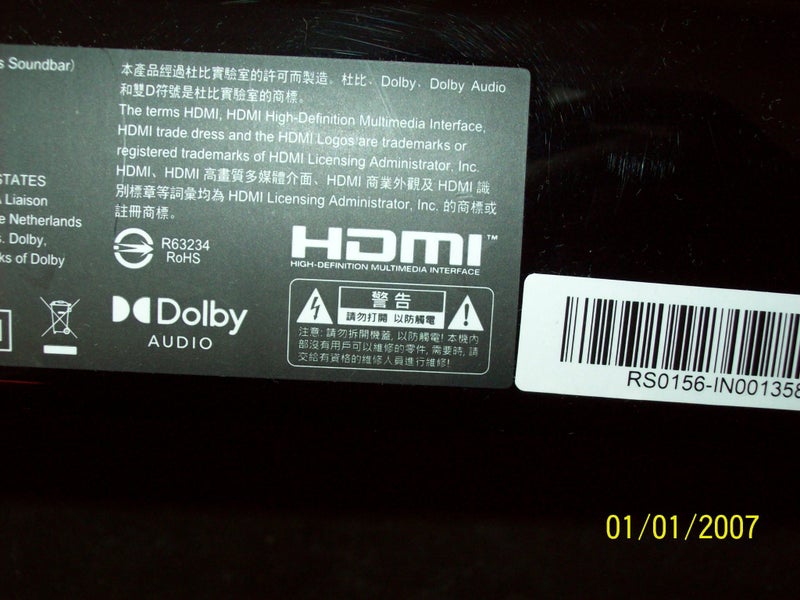 s Soundbar)
STATES
Liaison
e Netherlands
s. Dolby,
ks of Dolby
本產品經過杜比實驗室的許可而製造。杜比、Dolby、Dolby Audio
和雙D符號是杜比實驗室的商標。
The terms HDMI, HDMI High-Definition Multimedia Interface,
HDMI trade dress and the HDMI Logos are trademarks or
registered trademarks of HDMI Licensing Administrator, Inc.
HDMI、HDMI 高畫質多媒體介面、HDMI 商業外觀及 HDMI 識
別標章等詞彙均為 HDMI Licensing Administrator, Inc. 的商標或
註冊商標。
R63234
RoHS
HDMI™
HIGH-DEFINITION MULTIMEDIA INTERFACE
Dolby
AUDIO
警告
請勿打開 以防觸電
注意: 請勿拆開機蓋, 以防觸電! 本機內
部沒有用戶可以維修的零件, 需要時, 請
交給有資格的維修人員進行維修!
RS0156-IN001358
01/01/2007